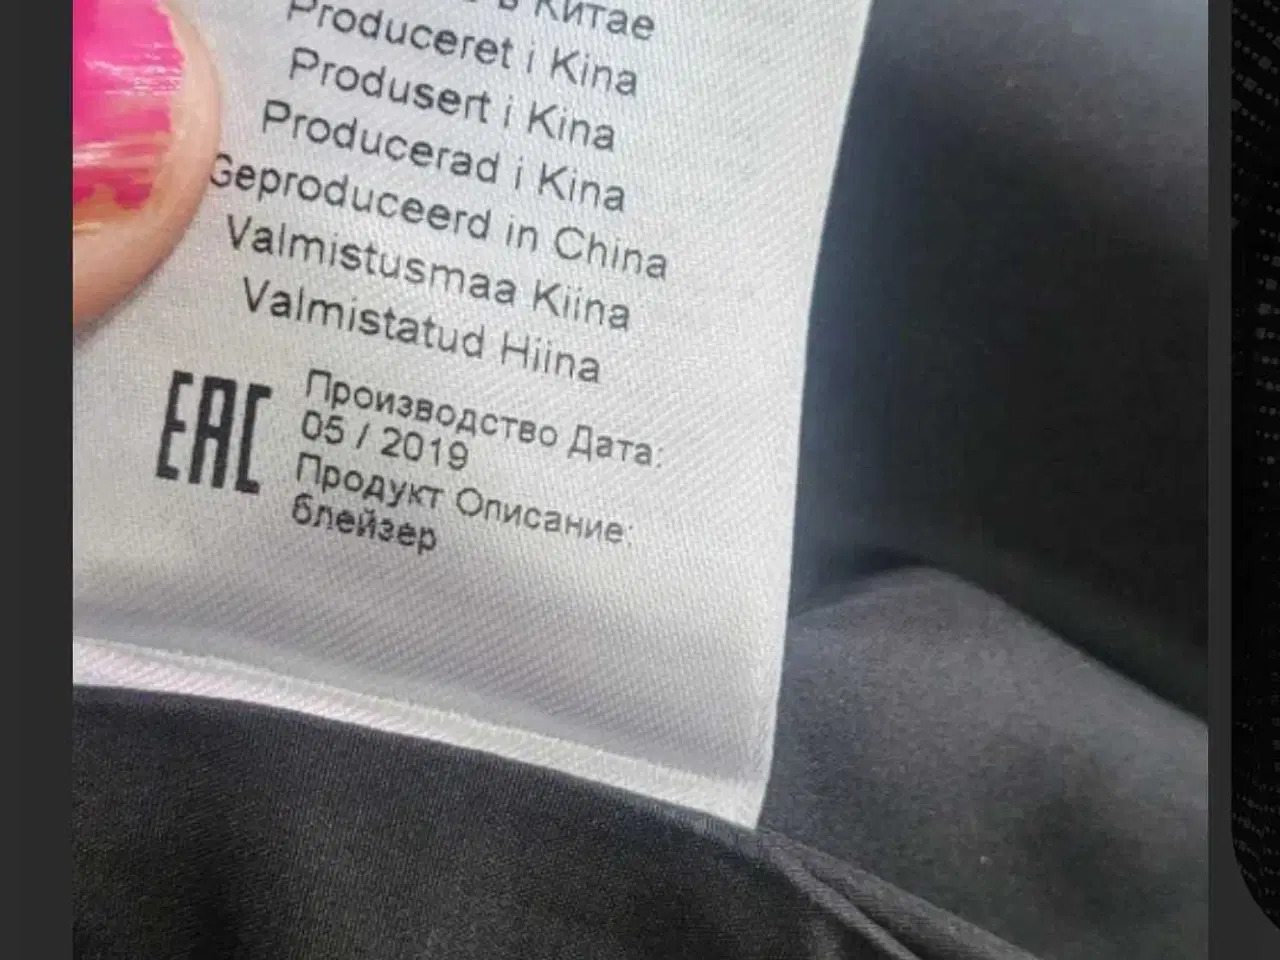 в Китае
Produceret i Kina
Produsert i Kina
Producerad i Kina
Geproduceerd in China
Valmistusmaa Kiina
Valmistatud Hiina
EAC
Производство Дата:
05 / 2019
Продукт Описание:
блейзер